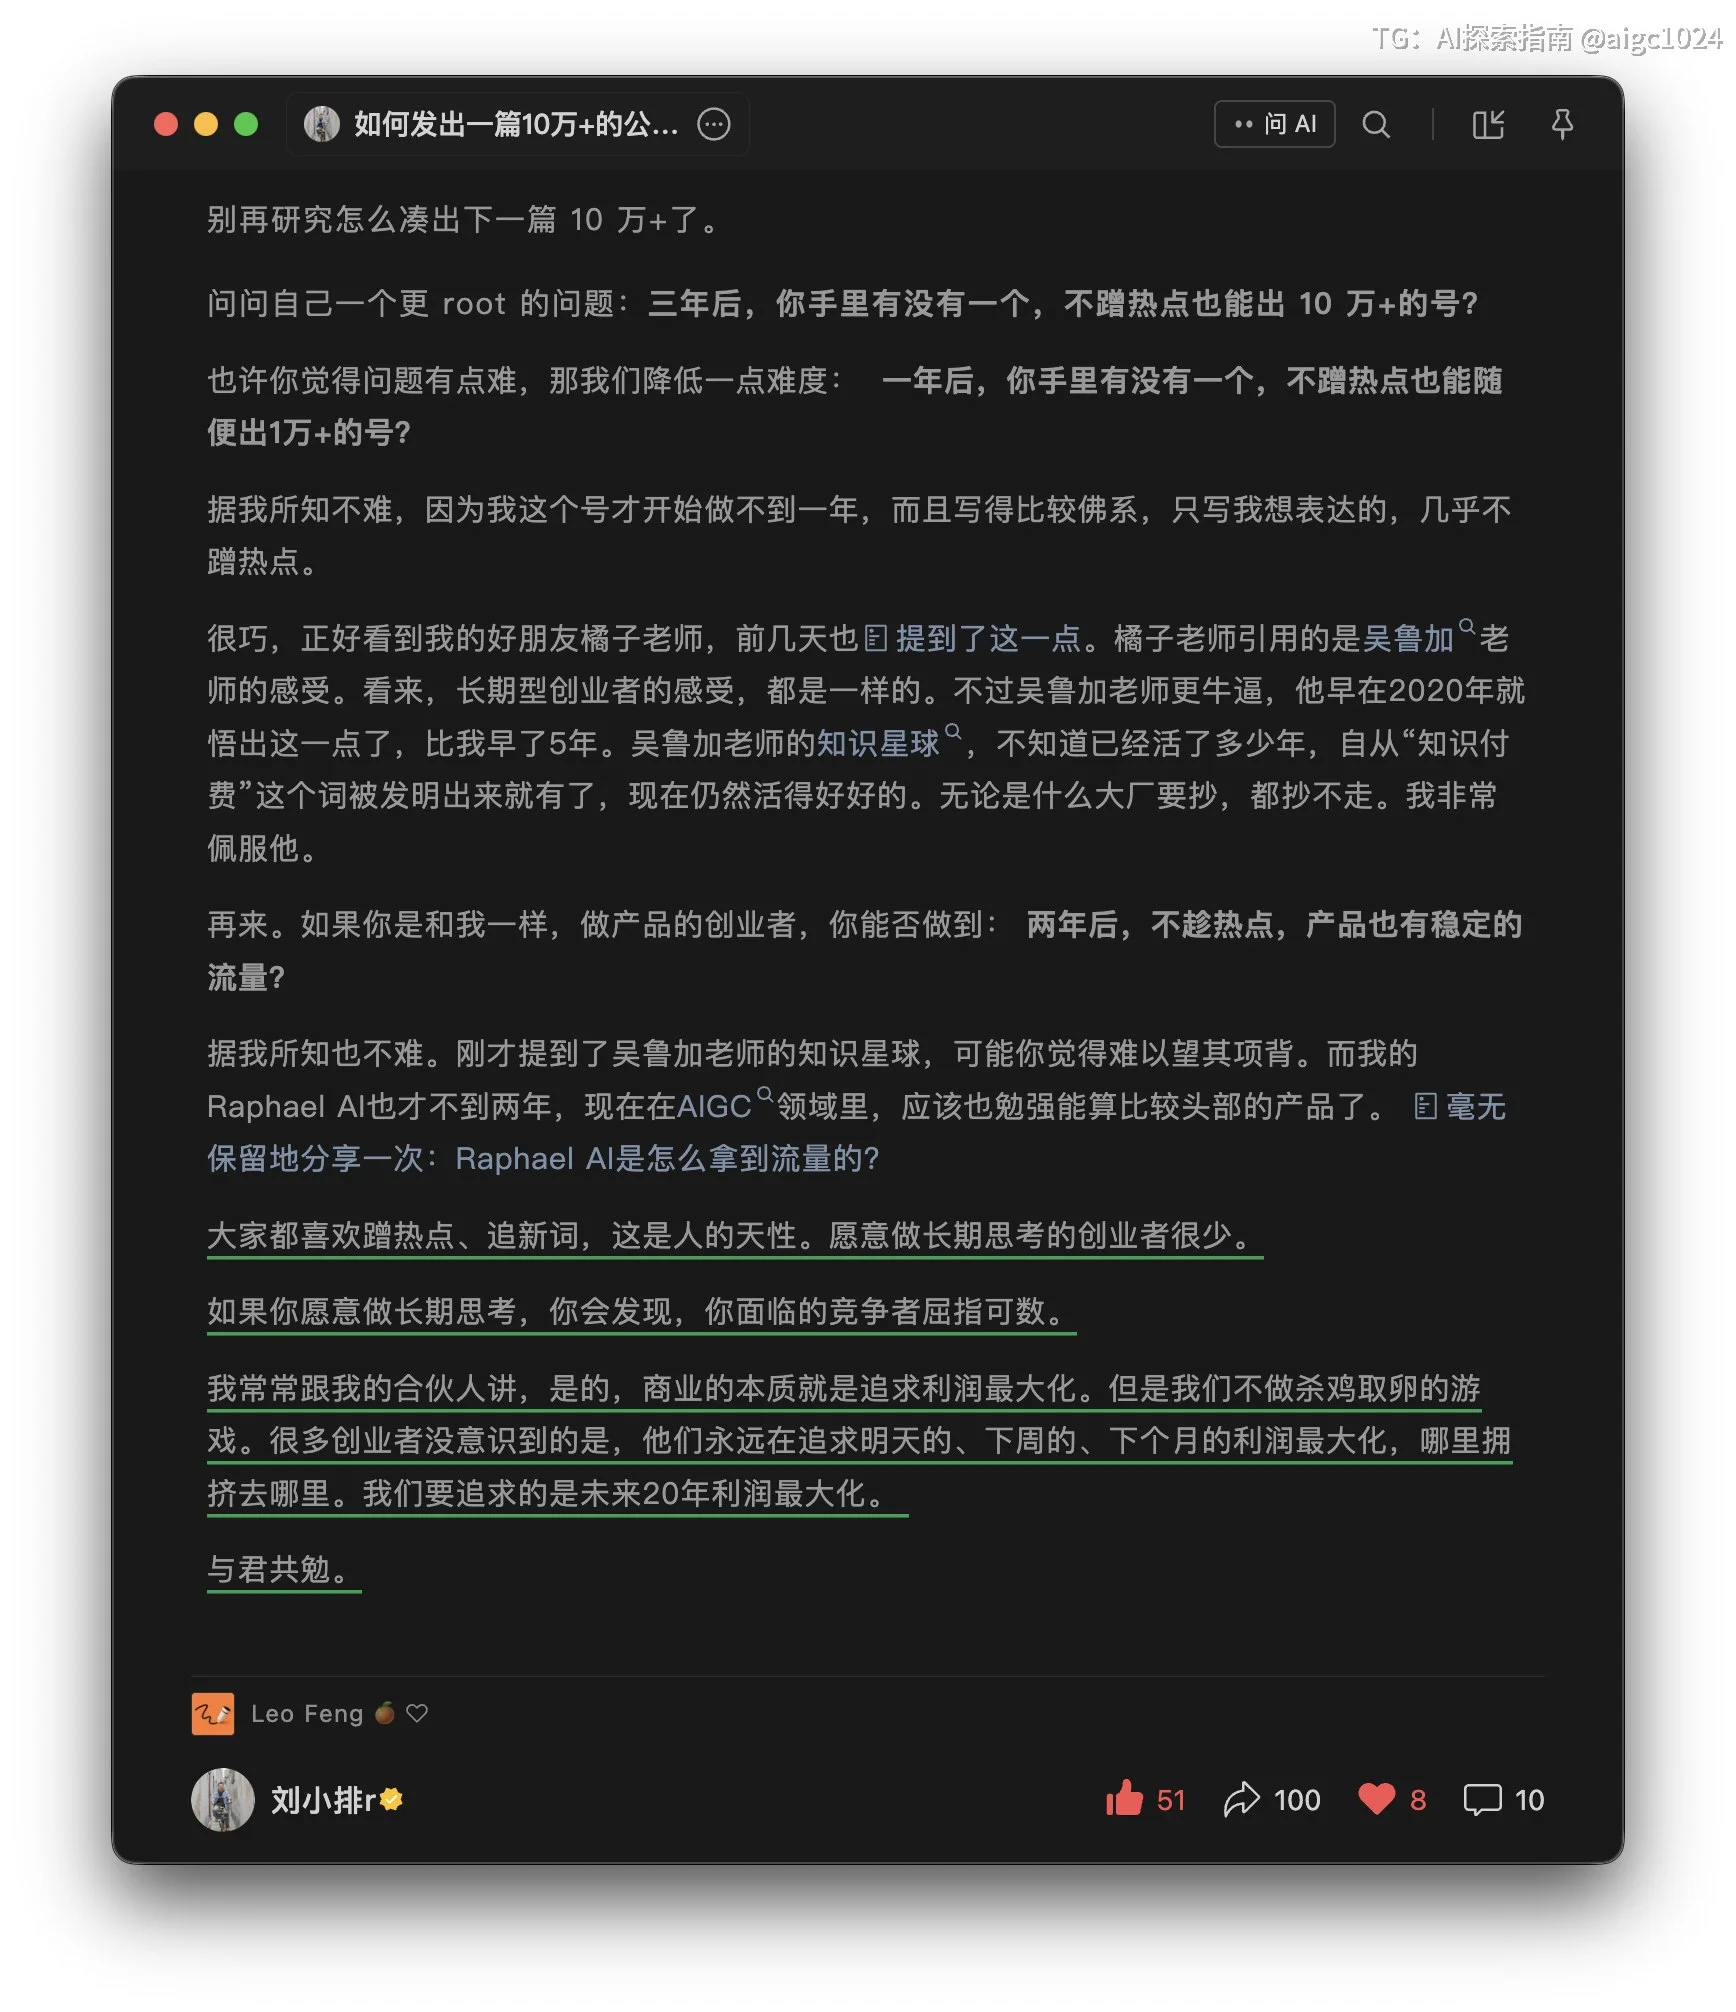 TG：AI探索指南 @aigc1024
如何发出一篇10万+的公...
问 AI
别再研究怎么凑出下一篇 10 万+了。
问问自己一个更 root 的问题：三年后，你手里有没有一个，不蹭热点也能出 10 万+的号？
也许你觉得问题有点难，那我们降低一点难度： 一年后，你手里有没有一个，不蹭热点也能随
便出1万+的号？
据我所知不难，因为我这个号才开始做不到一年，而且写得比较佛系，只写我想表达的，几乎不
蹭热点。
很巧，正好看到我的好朋友橘子老师，前几天也提到了这一点。橘子老师引用的是吴鲁加老
师的感受。看来，长期型创业者的感受，都是一样的。不过吴鲁加老师更牛逼，他早在2020年就
悟出这一点了，比我早了5年。吴鲁加老师的知识星球，不知道已经活了多少年，自从“知识付
费”这个词被发明出来就有了，现在仍然活得好好的。无论是什么大厂要抄，都抄不走。我非常
佩服他。
再来。如果你是和我一样，做产品的创业者，你能否做到： 两年后，不趁热点，产品也有稳定的
流量？
据我所知也不难。刚才提到了吴鲁加老师的知识星球，可能你觉得难以望其项背。而我的
Raphael AI也才不到两年，现在在AIGC领域里，应该也勉强能算比较头部的产品了。 毫无
保留地分享一次：Raphael AI是怎么拿到流量的？
大家都喜欢蹭热点、追新词，这是人的天性。愿意做长期思考的创业者很少。
如果你愿意做长期思考，你会发现，你面临的竞争者屈指可数。
我常常跟我的合伙人讲，是的，商业的本质就是追求利润最大化。但是我们不做杀鸡取卵的游
戏。很多创业者没意识到的是，他们永远在追求明天的、下周的、下个月的利润最大化，哪里拥
挤去哪里。我们要追求的是未来20年利润最大化。
与君共勉。
Leo Feng 🍊 ♡
刘小排r
51 100 8 10